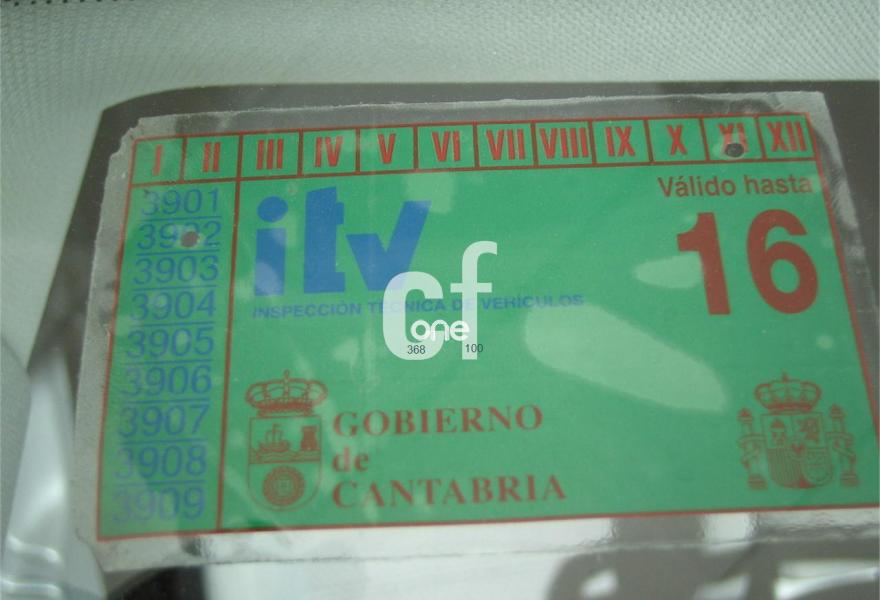 I II III IV V VI VII VIII IX X XI XII
Válido hasta
16
3901
3902
3903
3904
3905
3906
3907
3908
3909
itv
INSPECCIÓN TÉCNICA DE VEHÍCULOS
cf
one
368 100
GOBIERNO
de
CANTABRIA